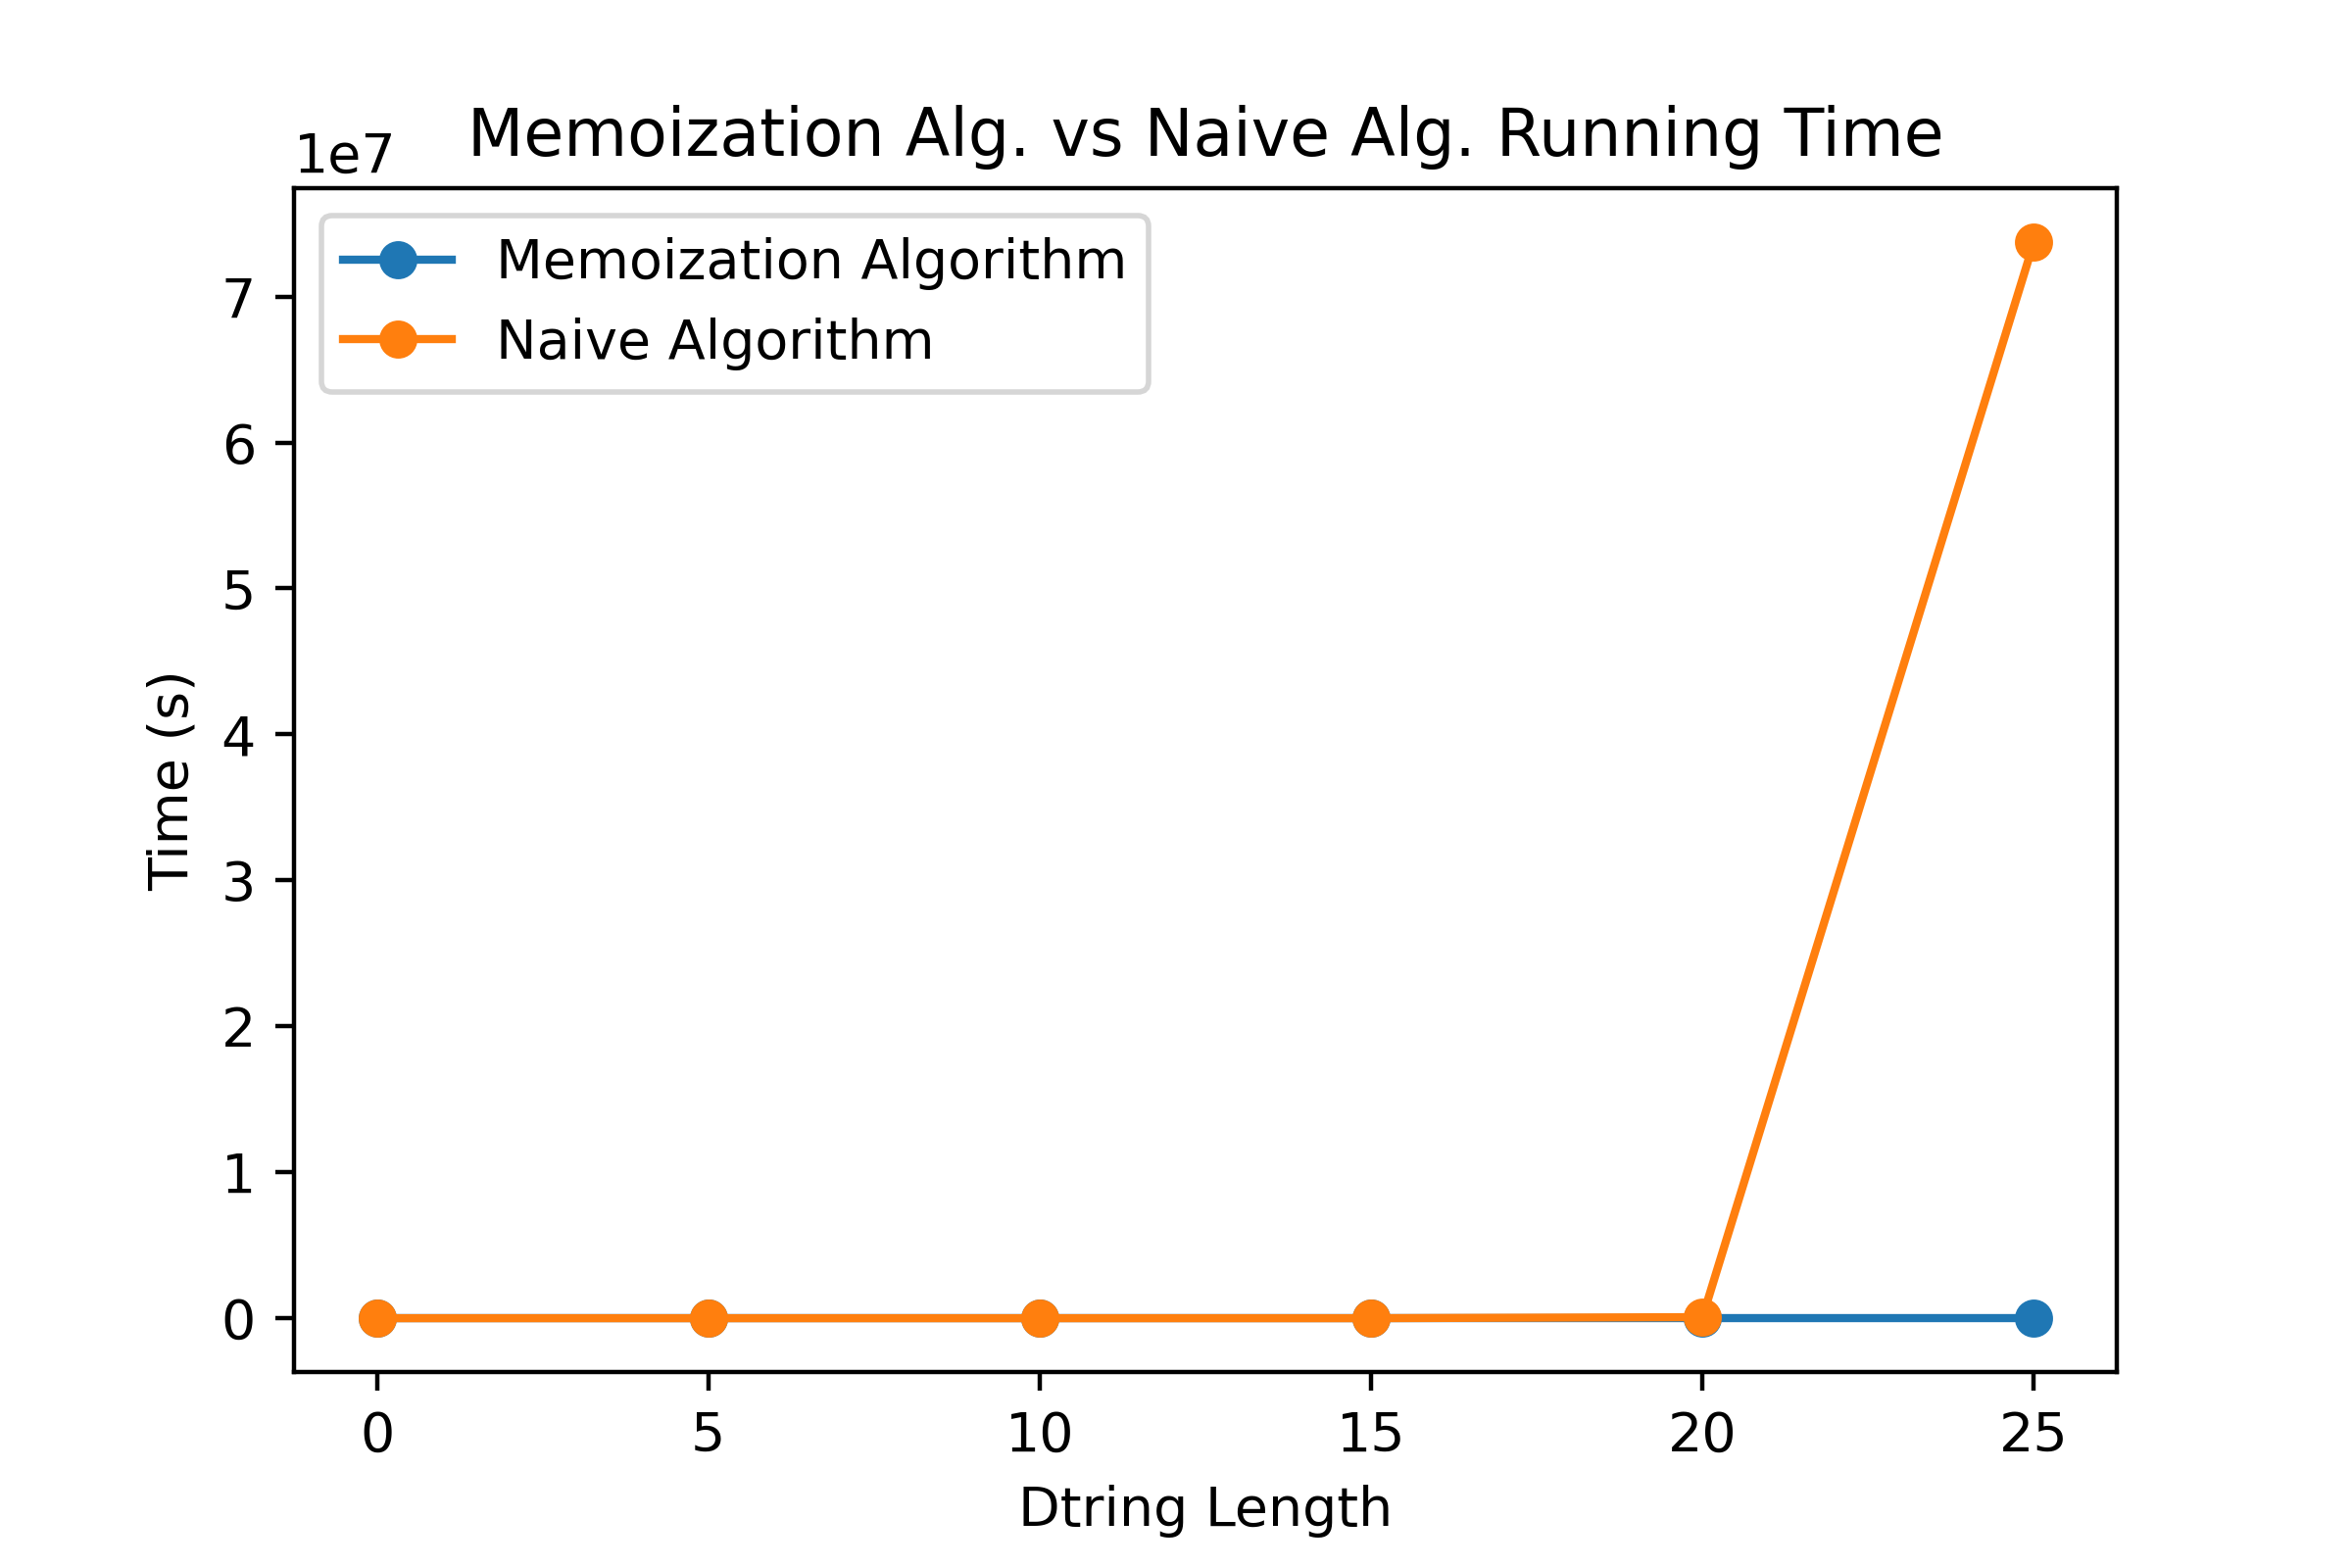 Memoization Alg. vs Naive Alg. Running Time
1e7
Memoization Algorithm
Naive Algorithm
7
6
5
4
3
2
1
0
Time (s)
0 5 10 15 20 25
Dtring Length